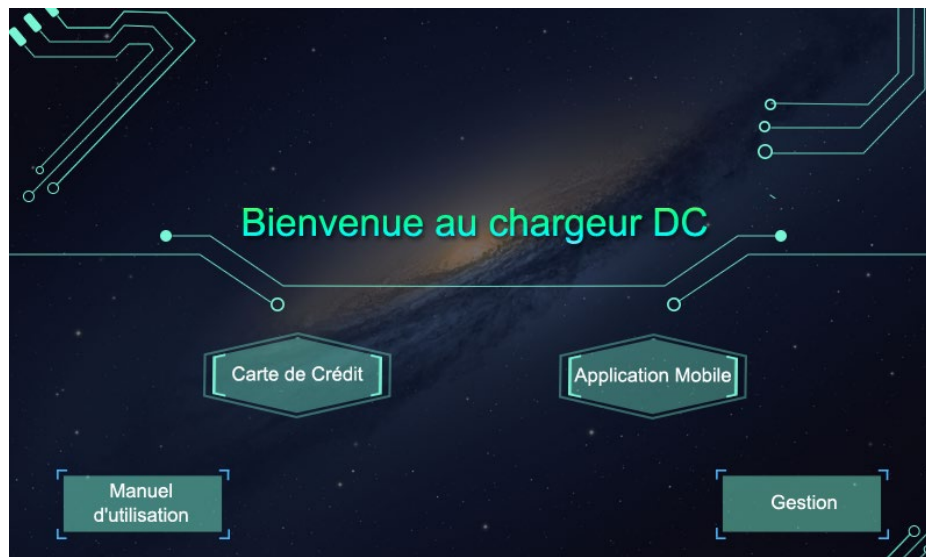 Bienvenue au chargeur DC
Carte de Crédit
Application Mobile
Manuel
d'utilisation
Gestion